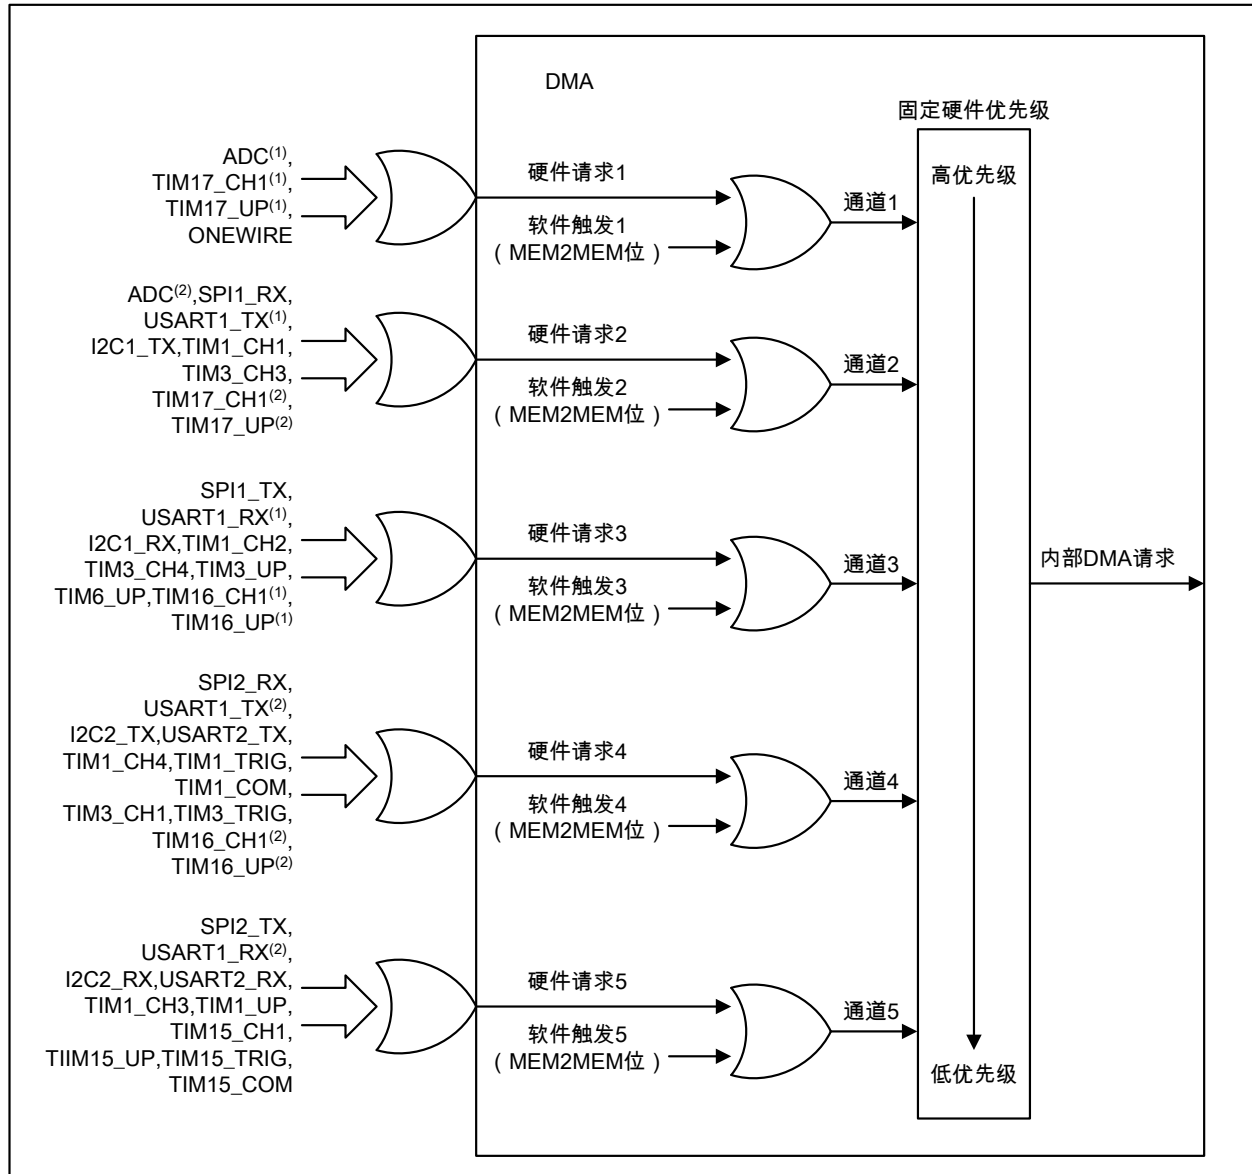 DMA
固定硬件优先级
高优先级
ADC(1),
TIM17_CH1(1),
TIM17_UP(1),
ONEWIRE
硬件请求1
软件触发1
(MEM2MEM位)
通道1
ADC(2),SPI1_RX,
USART1_TX(1),
I2C1_TX,TIM1_CH1,
TIM3_CH3,
TIM17_CH1(2),
TIM17_UP(2)
硬件请求2
软件触发2
(MEM2MEM位)
通道2
SPI1_TX,
USART1_RX(1),
I2C1_RX,TIM1_CH2,
TIM3_CH4,TIM3_UP,
TIM6_UP,TIM16_CH1(1),
TIM16_UP(1)
硬件请求3
软件触发3
(MEM2MEM位)
通道3
内部DMA请求
SPI2_RX,
USART1_TX(2),
I2C2_TX,USART2_TX,
TIM1_CH4,TIM1_TRIG,
TIM1_COM,
TIM3_CH1,TIM3_TRIG,
TIM16_CH1(2),
TIM16_UP(2)
硬件请求4
软件触发4
(MEM2MEM位)
通道4
SPI2_TX,
USART1_RX(2),
I2C2_RX,USART2_RX,
TIM1_CH3,TIM1_UP,
TIM15_CH1,
TIIM15_UP,TIM15_TRIG,
TIM15_COM
硬件请求5
软件触发5
(MEM2MEM位)
通道5
低优先级